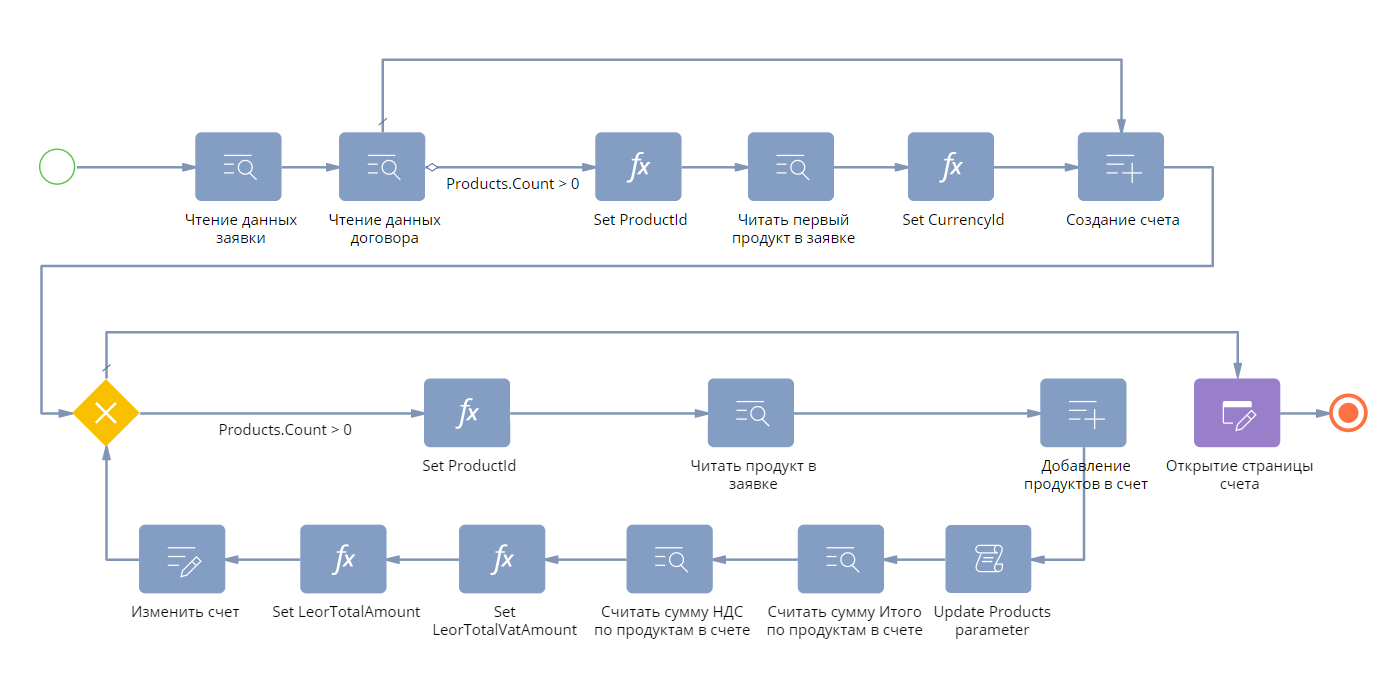 Products.Count > 0
Чтение данных
заявки
Чтение данных
договора
Set ProductId
Читать первый
продукт в заявке
Set CurrencyId
Создание счета
Products.Count > 0
Set ProductId
Читать продукт в
заявке
Добавление
продуктов в счет
Открытие страницы
счета
Изменить счет
Set LeorTotalAmount
Set
LeorTotalVatAmount
Считать сумму НДС
по продуктам в счете
Считать сумму Итого
по продуктам в счете
Update Products
parameter